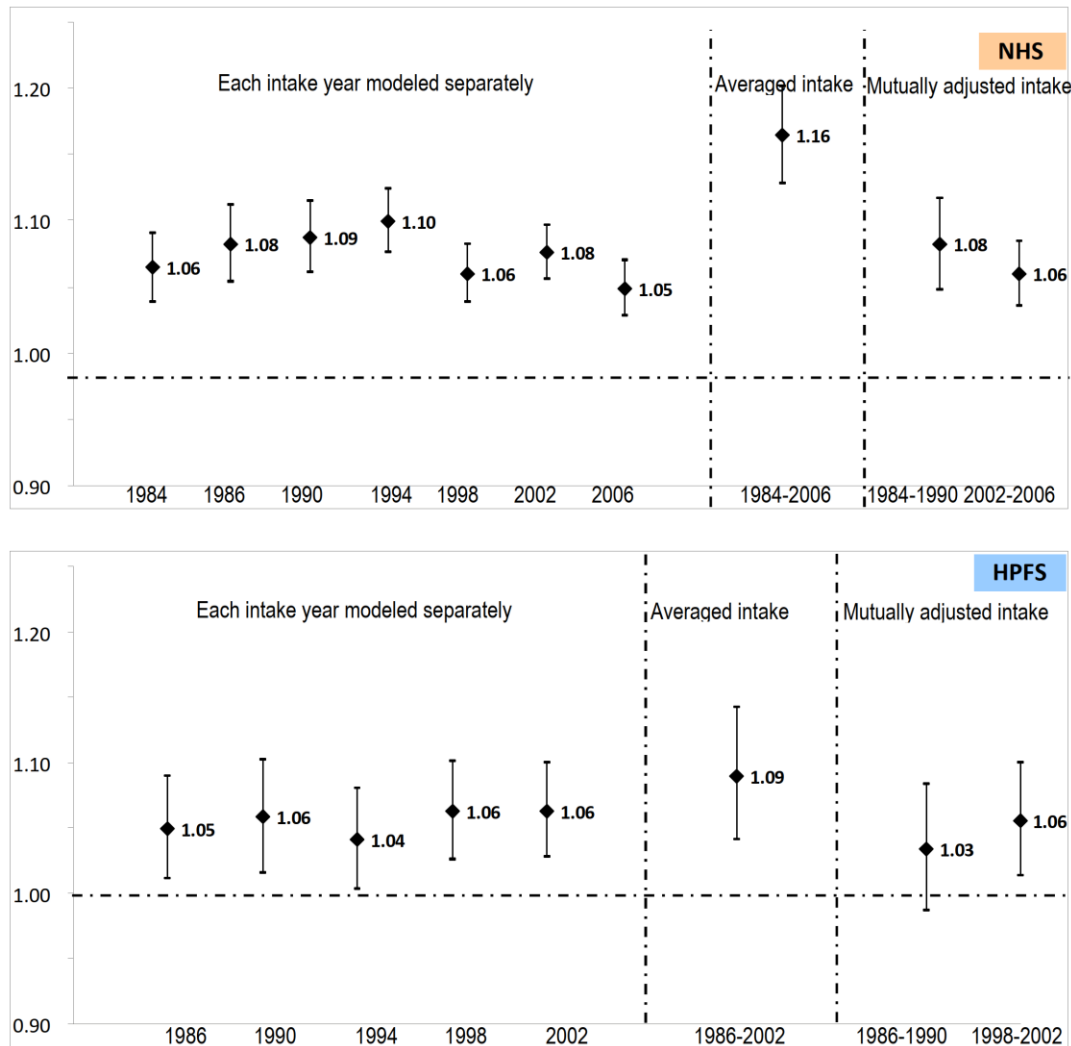 NHS
Each intake year modeled separately
Averaged intake
Mutually adjusted intake
1.20
1.16
1.10
1.06
1.08
1.09
1.10
1.06
1.08
1.05
1.08
1.06
1.00
0.90
1984 1986 1990 1994 1998 2002 2006 1984-2006 1984-1990 2002-2006
HPFS
Each intake year modeled separately
Averaged intake
Mutually adjusted intake
1.20
1.10
1.05
1.06
1.04
1.06
1.06
1.09
1.03
1.06
1.00
0.90
1986 1990 1994 1998 2002 1986-2002 1986-1990 1998-2002